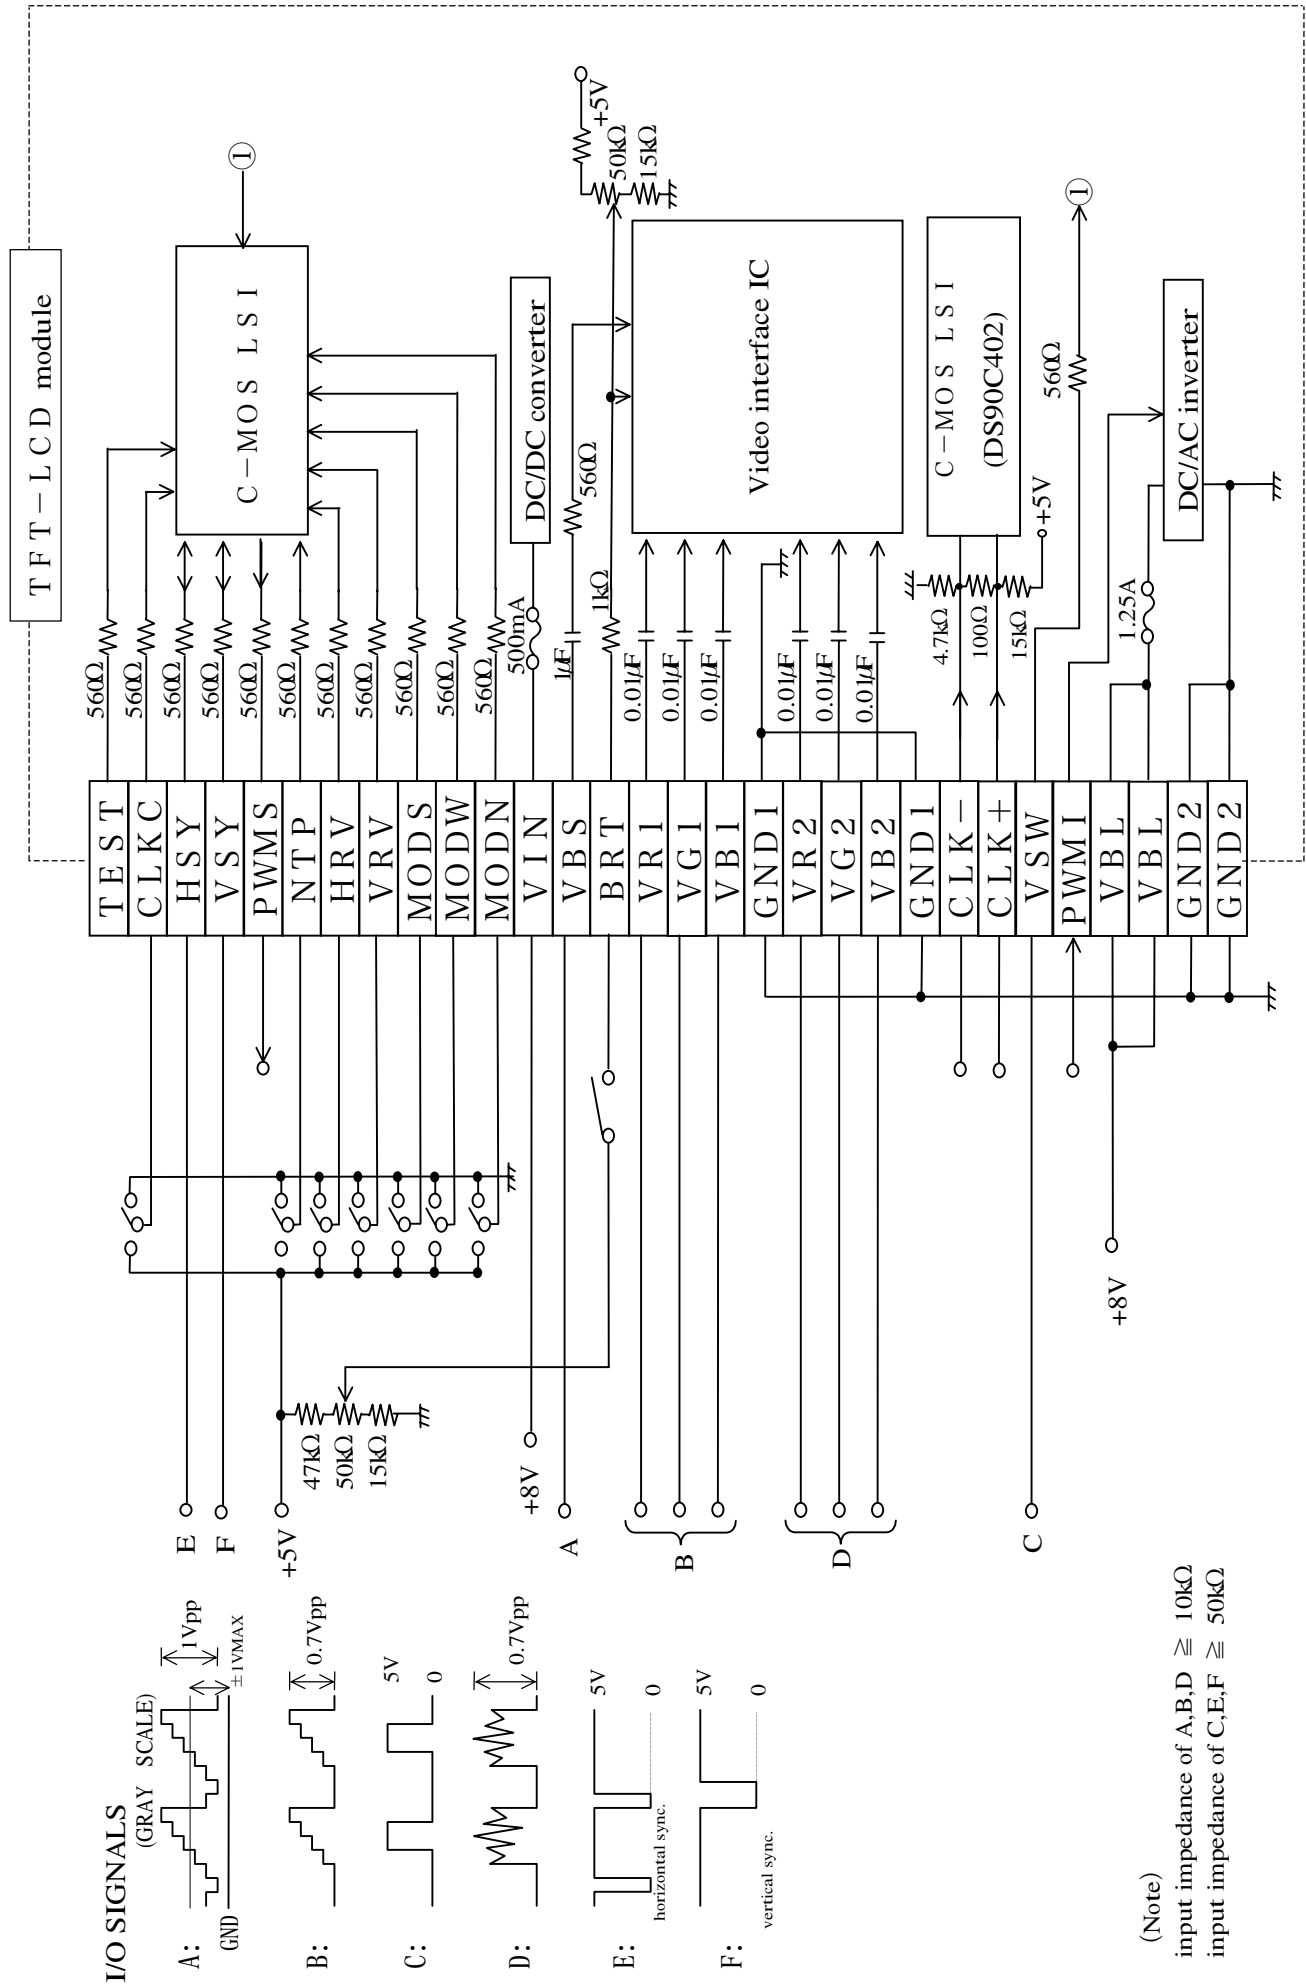 TFT-LCD module
①
C-MOS LSI
+5V
50kΩ
15kΩ
DC/DC converter
Video interface IC
C-MOS LSI
(DS90C402)
①
560Ω
DC/AC inverter
560Ω
560Ω
560Ω
560Ω
560Ω
560Ω
560Ω
560Ω
560Ω
560Ω
560Ω
500mA
1μF
560Ω
1kΩ
0.01μF
0.01μF
0.01μF
0.01μF
0.01μF
0.01μF
4.7kΩ
100Ω
15kΩ
+5V
1.25A
TEST
CLKC
HSY
VSY
PWMS
NTP
HRV
VRV
MODS
MODW
MODN
VIN
VBS
BRT
VR1
VG1
VB1
GND1
VR2
VG2
VB2
GND1
CLK-
CLK+
VSW
PWMI
VBL
VBL
GND2
GND2
+8V
47kΩ
50kΩ
15kΩ
+8V
E
F
+5V
A
B
D
C
I/O SIGNALS
(GRAY SCALE)
A:
GND
1Vpp
±1VMAX
B:
0.7Vpp
C:
5V
0
D:
0.7Vpp
E:
5V
0
horizontal sync.
F:
5V
0
vertical sync.
(Note)
input impedance of A,B,D ≧ 10kΩ
input impedance of C,E,F ≧ 50kΩ